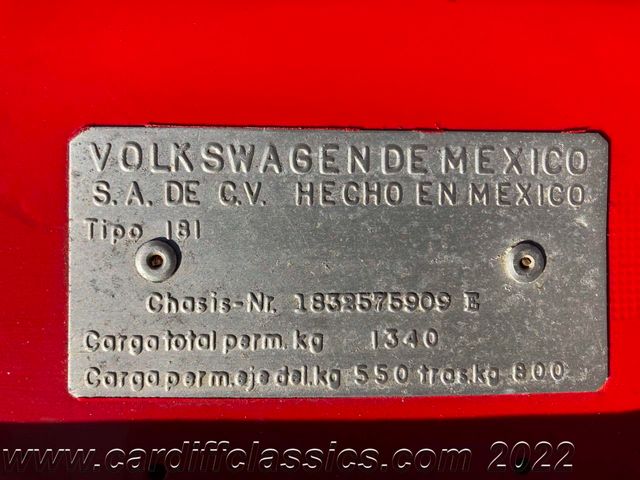 VOLKSWAGEN DE MEXICO
S.A. DE C.V. HECHO EN MEXICO
Tipo 181
Chasis-Nr. 1832575909 E
Carga total perm. kg 1340
Carga perm. eje del. kg 550 tras. kg 800
www.cardiffclassics.com 2022